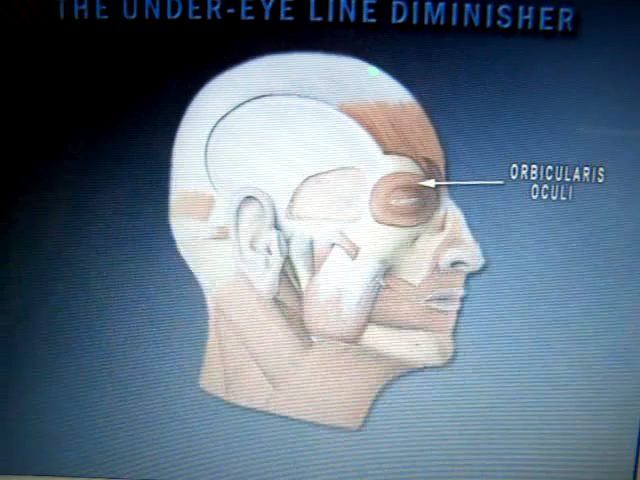 THE UNDER-EYE LINE DIMINISHER
ORBICULARIS
OCULI